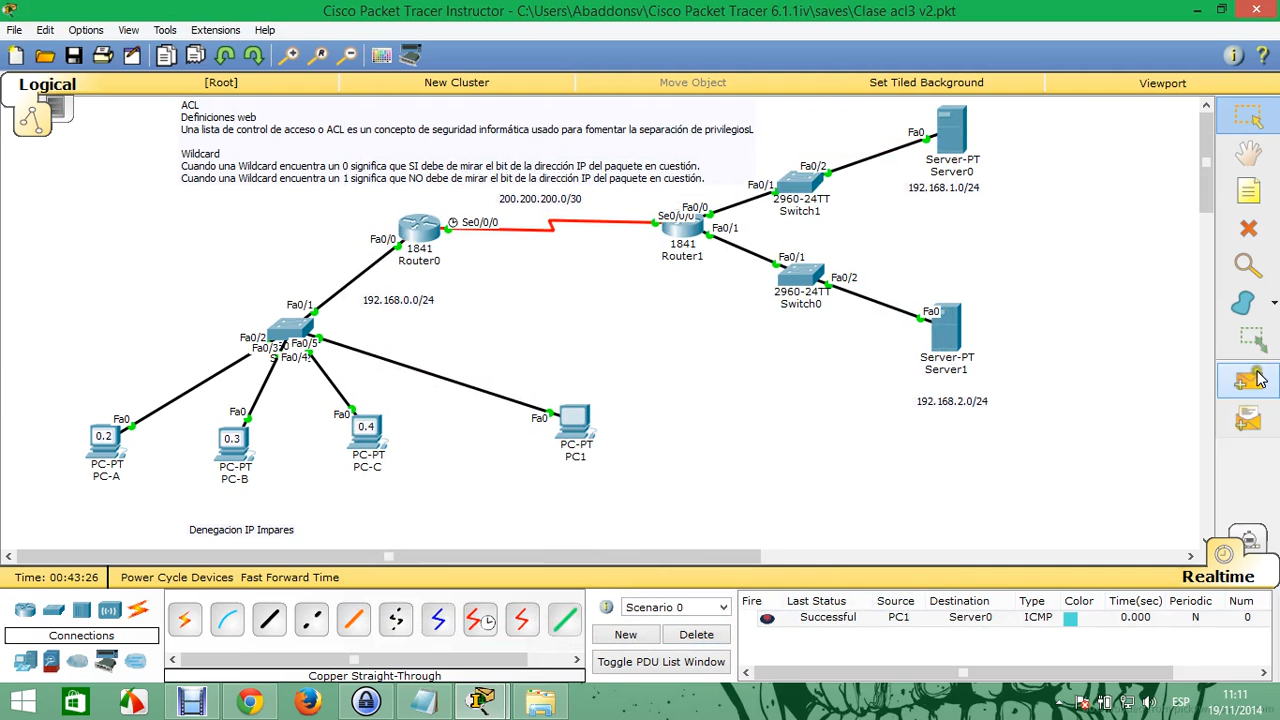 Cisco Packet Tracer Instructor - C:\Users\Abaddonsv\Cisco Packet Tracer 6.1.1iv\saves\Clase acl3 v2.pkt
File Edit Options View Tools Extensions Help
Logical [Root] New Cluster Move Object Set Tiled Background Viewport
ACL
Definiciones web
Una lista de control de acceso o ACL es un concepto de seguridad informática usado para fomentar la separación de privilegiosL
Wildcard
Cuando una Wildcard encuentra un 0 significa que SI debe de mirar el bit de la dirección IP del paquete en cuestión.
Cuando una Wildcard encuentra un 1 significa que NO debe de mirar el bit de la dirección IP del paquete en cuestión.
200.200.200.0/30
Fa0
Server-PT
Server0
192.168.1.0/24
Fa0/2
Fa0/1
2960-24TT
Switch1
Fa0/0
Se0/0/0
Fa0/1
1841
Router1
Se0/0/0
Fa0/0
1841
Router0
Fa0/1
Fa0/2
2960-24TT
Switch0
192.168.0.0/24
Fa0/1
Fa0/2
Fa0/5
Fa0/4
Fa0
Server-PT
Server1
192.168.2.0/24
Fa0
0.2
PC-PT
PC-A
Fa0
0.3
PC-PT
PC-B
Fa0
0.4
PC-PT
PC-C
Fa0
PC-PT
PC1
Denegacion IP Impares
Time: 00:43:26 Power Cycle Devices Fast Forward Time
Realtime
Connections
Copper Straight-Through
Scenario 0
New Delete
Toggle PDU List Window
Fire Last Status Source Destination Type Color Time(sec) Periodic Num
Successful PC1 Server0 ICMP 0.000 N 0
ESP
11:11
19/11/2014